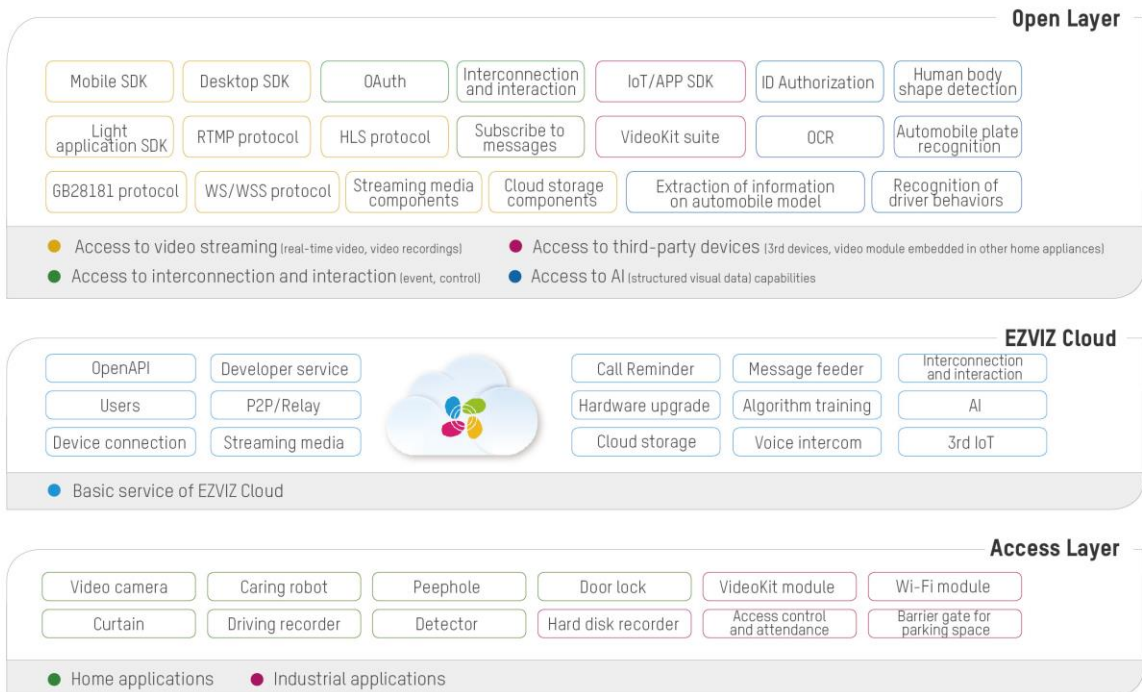 Open Layer
Mobile SDK
Desktop SDK
OAuth
Interconnection
and interaction
IoT/APP SDK
ID Authorization
Human body
shape detection
Light
application SDK
RTMP protocol
HLS protocol
Subscribe to
messages
VideoKit suite
OCR
Automobile plate
recognition
GB28181 protocol
WS/WSS protocol
Streaming media
components
Cloud storage
components
Extraction of information
on automobile model
Recognition of
driver behaviors
Access to video streaming (real-time video, video recordings)
Access to third-party devices (3rd devices, video module embedded in other home appliances)
Access to interconnection and interaction (event, control)
Access to AI (structured visual data) capabilities
EZVIZ Cloud
OpenAPI
Developer service
Call Reminder
Message feeder
Interconnection
and interaction
Users
P2P/Relay
Hardware upgrade
Algorithm training
AI
Device connection
Streaming media
Cloud storage
Voice intercom
3rd IoT
Basic service of EZVIZ Cloud
Access Layer
Video camera
Caring robot
Peephole
Door lock
VideoKit module
Wi-Fi module
Curtain
Driving recorder
Detector
Hard disk recorder
Access control
and attendance
Barrier gate for
parking space
Home applications
Industrial applications